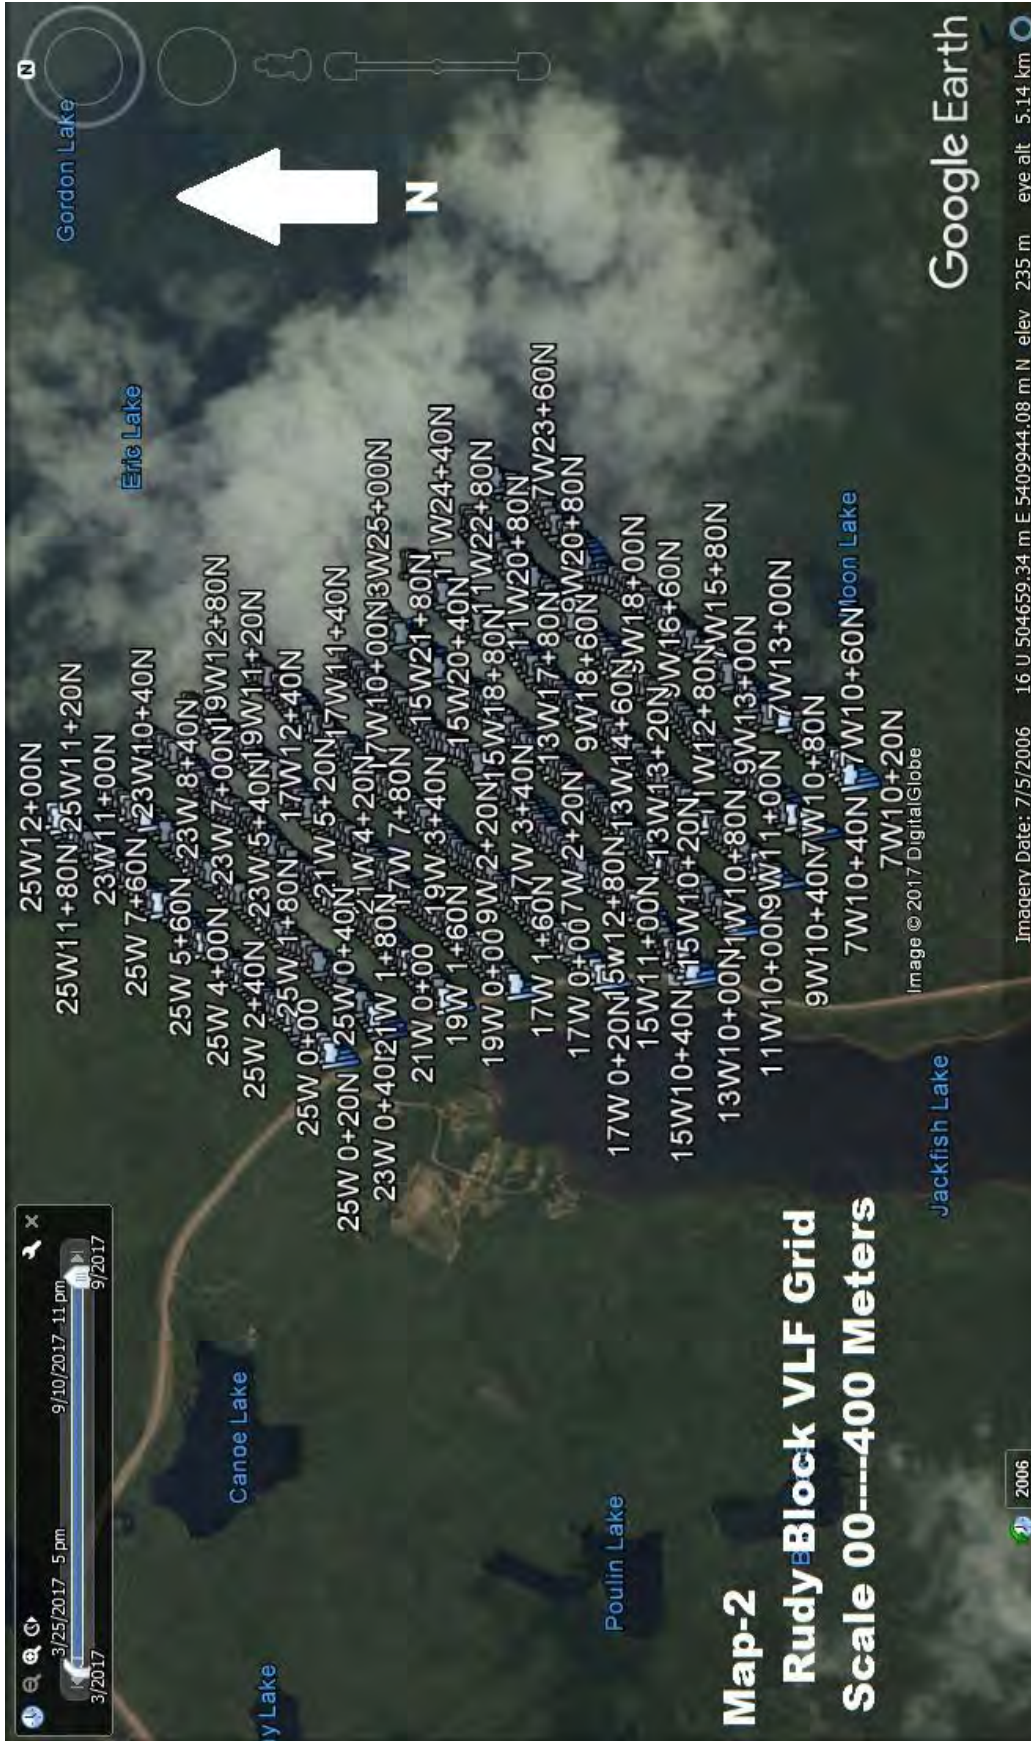 3/25/2017 5 pm
9/10/2017 11 pm
3/2017
9/2017
N
Gordon Lake
Eric Lake
N
Canoe Lake
y Lake
Poulin Lake
Jackfish Lake
Moon Lake
25W12+00N
25W11+80N
25W11+20N
23W11+00N
25W 7+60N
23W10+40N
25W 5+60N
23W 8+40N
25W 4+00N
23W 7+00N
19W12+80N
25W 2+40N
23W 5+40N
19W11+20N
25W 1+80N
17W12+40N
25W 0+00
21W 5+20N
17W11+40N
25W 0+20N
25W 0+40N
21W 4+20N
17W10+00N
13W25+00N
23W 0+40N
21W 1+80N
17W 7+80N
15W21+80N
21W 0+00
19W 3+40N
15W20+40N
11W24+40N
19W 1+60N
19W 2+20N
15W18+80N
11W22+80N
19W 0+00
17W 3+40N
13W17+80N
11W20+80N
7W23+60N
17W 1+60N
17W 2+20N
9W18+60N
9W20+80N
17W 0+00
13W14+60N
9W18+00N
17W 0+20N
15W12+80N
13W13+20N
9W16+60N
15W11+00N
15W10+20N
11W12+80N
7W15+80N
15W10+40N
11W10+80N
9W13+00N
13W10+00N
9W11+00N
7W13+00N
11W10+00N
7W10+80N
9W10+40N
7W10+60N
7W10+40N
7W10+20N
Map-2
Rudy Block VLF Grid
Scale 00----400 Meters
Image © 2017 DigitalGlobe
Google Earth
2006
Imagery Date: 7/5/2006 16 U 504659.34 m E 5409944.08 m N elev 235 m eye alt 5.14 km